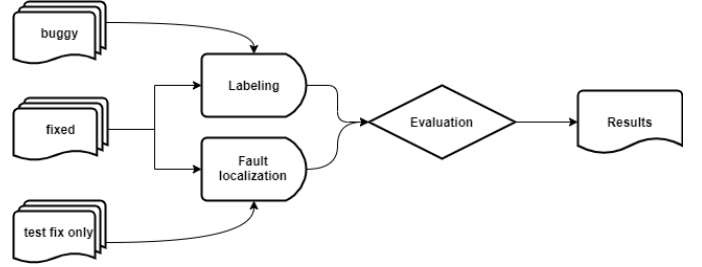 buggy
Labeling
fixed
Evaluation
Results
Fault
localization
test fix only